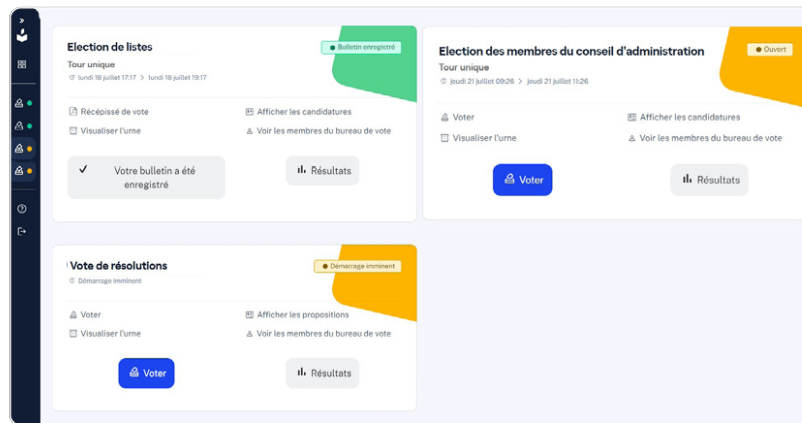 Election de listes
Bulletin enregistré
Tour unique
lundi 18 juillet 17:17 > lundi 18 juillet 19:17
Récépissé de vote
Afficher les candidatures
Visualiser l'urne
Voir les membres du bureau de vote
Votre bulletin a été
enregistré
Résultats
Election des membres du conseil d'administration
Ouvert
Tour unique
jeudi 21 juillet 09:26 > jeudi 21 juillet 11:26
Voter
Afficher les candidatures
Visualiser l'urne
Voir les membres du bureau de vote
Voter
Résultats
Vote de résolutions
Démarrage imminent
Démarrage imminent
Voter
Afficher les propositions
Visualiser l'urne
Voir les membres du bureau de vote
Voter
Résultats